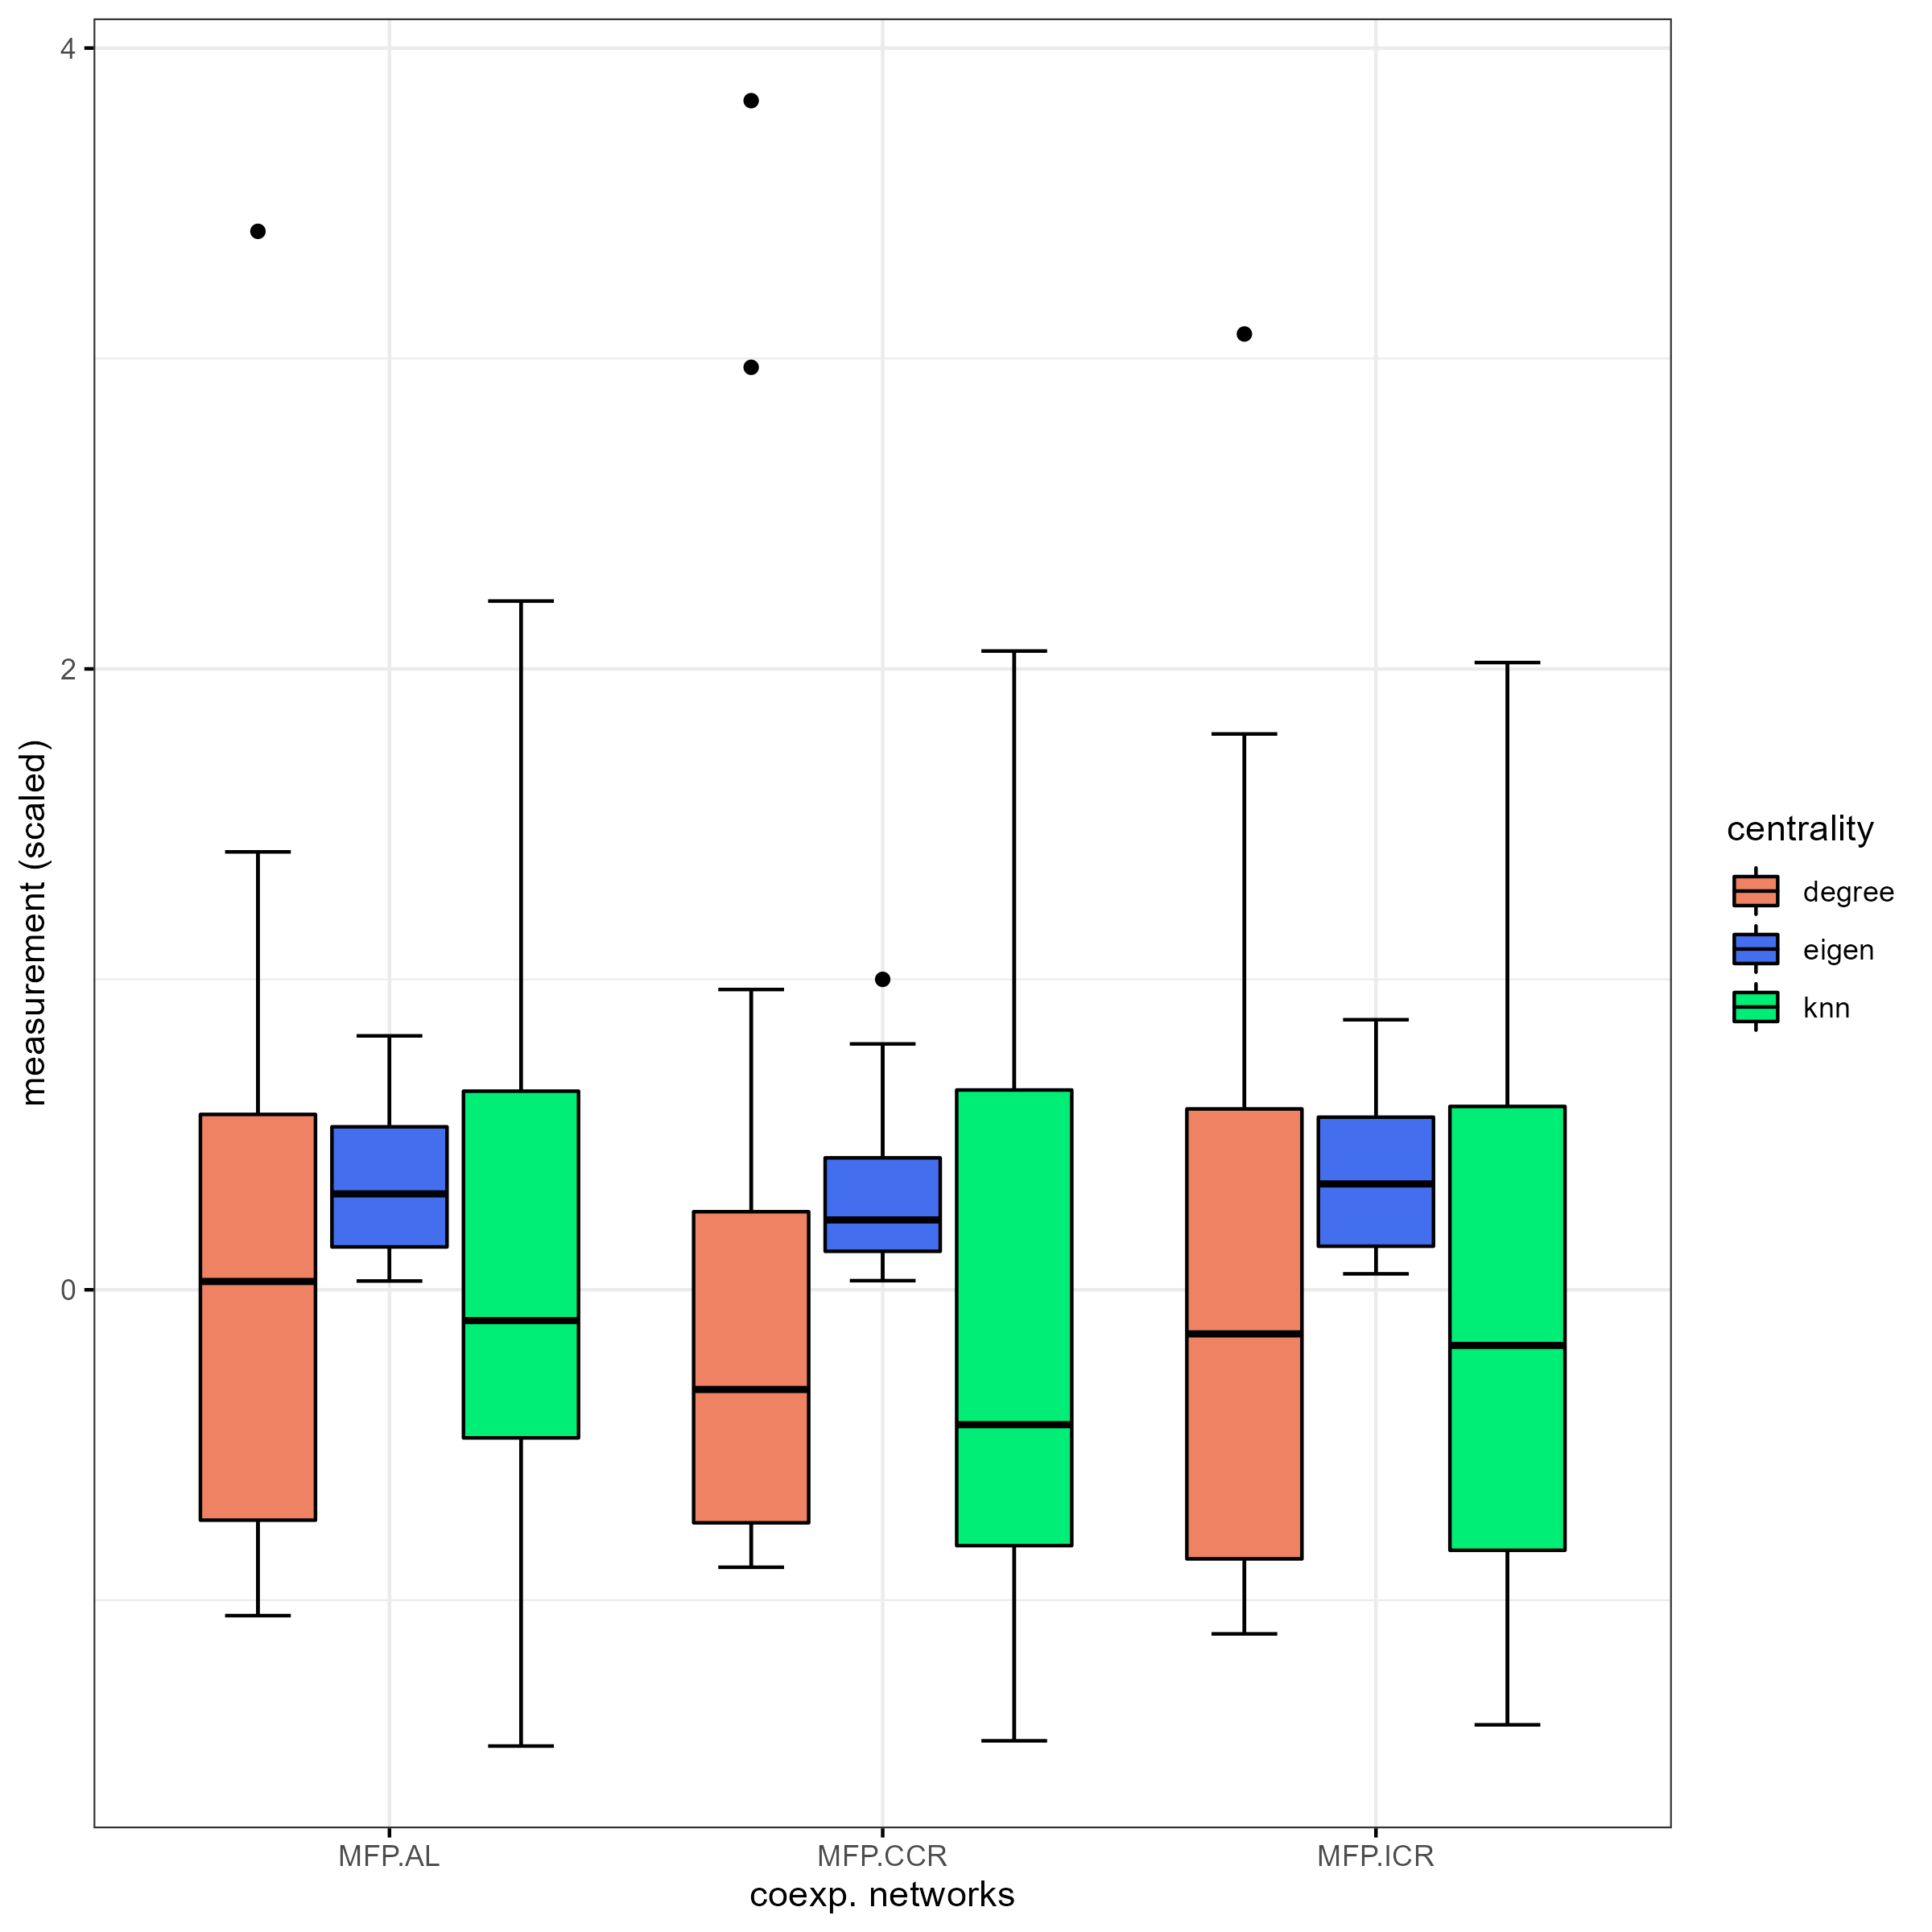 4
2
0
measurement (scaled)
MFP.AL
MFP.CCR
MFP.ICR
coexp. networks
centrality
degree
eigen
knn